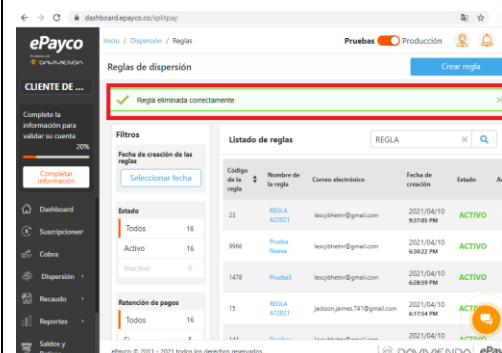 dashboard.epayco.co/splitpay
ePayco
DAVIVIENDA
Inicio / Dispersión / Reglas
Pruebas Producción
Reglas de dispersión
Crear regla
CLIENTE DE ...
Regla eliminada correctamente.
Complete la
información para
validar su cuenta
20%
Completar
información
Dashboard
Suscripciones
Cobra
Dispersión
Recaudo
Reportes
Saldos y
Filtros
Fecha de creación de las
reglas
Seleccionar fecha
Estado
Todos 16
Activo 16
Inactivo 0
Retención de pagos
Todos 16
Listado de reglas
REGLA
Código
de la
regla
Nombre de
la regla
Correo electrónico
Fecha de
creación
Estado
23 REGLA
A22021
lexcybhetnr@gmail.com 2021/04/10
9:37:05 PM
ACTIVO
9966 Prueba
Nueva
lexcybhetnr@gmail.com 2021/04/10
6:30:22 PM
ACTIVO
1478 Prueba3 lexcybhetnr@gmail.com 2021/04/10
6:28:59 PM
ACTIVO
15 REGLA
A12021
jackson.jaimes.741@gmail.com 2021/04/10
6:17:54 PM
ACTIVO
2021/04/10
ePayco © 2011 - 2021 todos los derechos reservados.
DAVIVIENDA
ePay